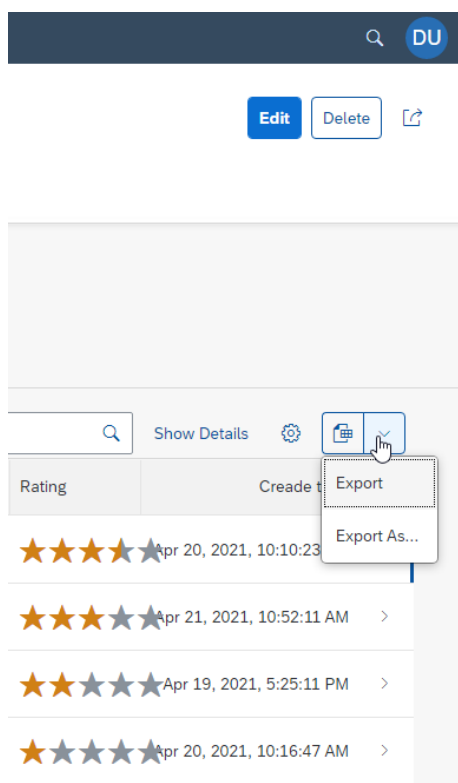 DU
Edit Delete
Show Details
Rating Creade t
Export
Export As...
Apr 20, 2021, 10:10:23
Apr 21, 2021, 10:52:11 AM
Apr 19, 2021, 5:25:11 PM
Apr 20, 2021, 10:16:47 AM